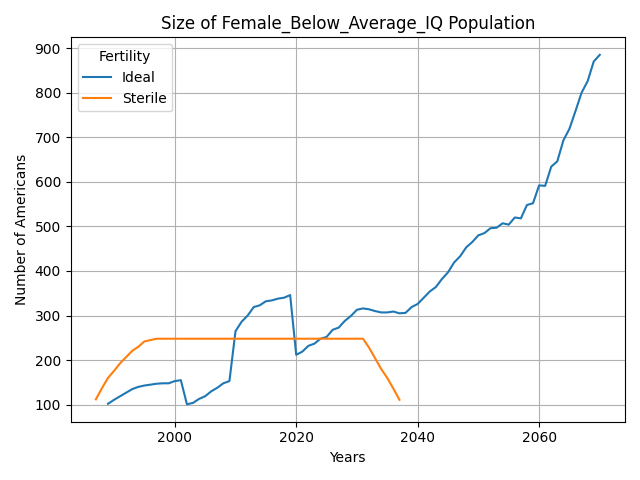 Size of Female_Below_Average_IQ Population
Fertility
Ideal
Sterile
Number of Americans
900
800
700
600
500
400
300
200
100
2000
2020
2040
2060
Years